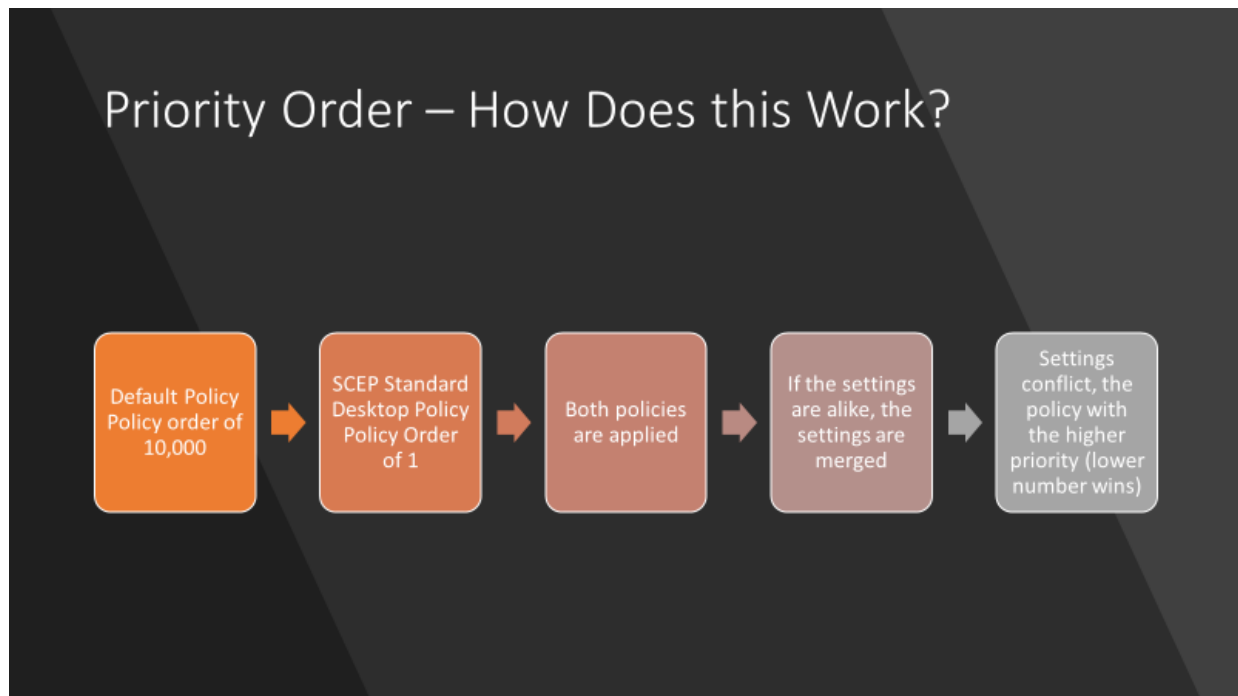 Priority Order – How Does this Work?
Default Policy
Policy order of
10,000
SCEP Standard
Desktop Policy
Policy Order
of 1
Both policies
are applied
If the settings
are alike, the
settings are
merged
Settings
conflict, the
policy with
the higher
priority (lower
number wins)